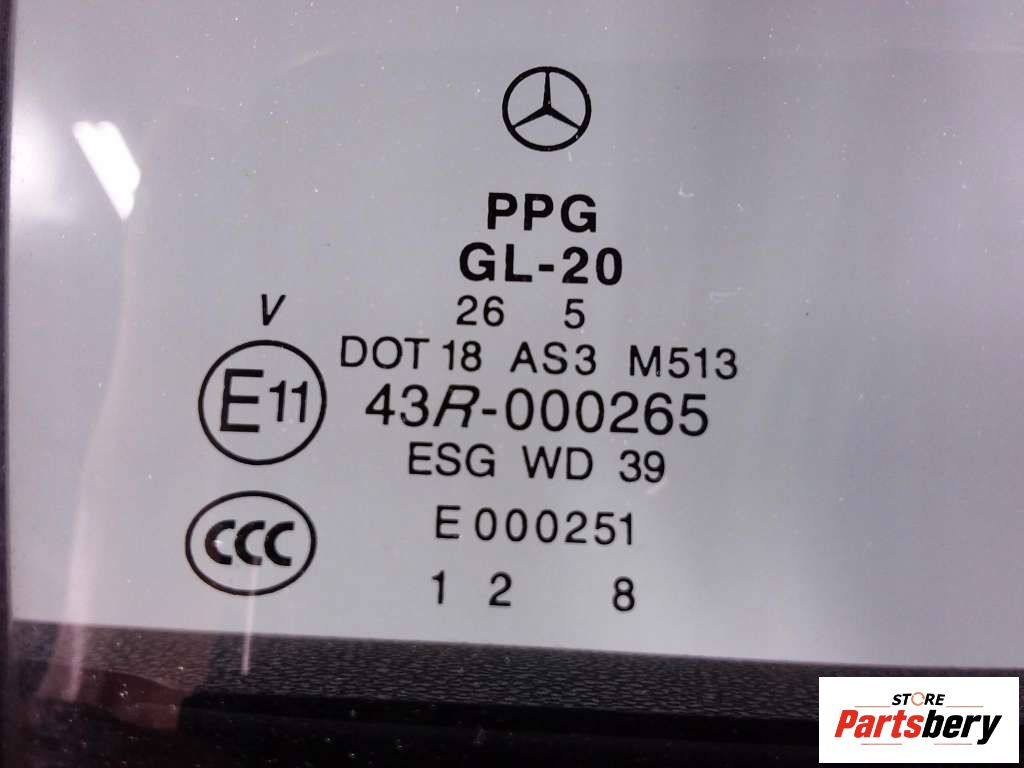 PPG
GL-20
26 5
V
DOT 18 AS3 M513
E11
43R-000265
ESG WD 39
CCC
E 000251
1 2 8
STORE
Partsbery